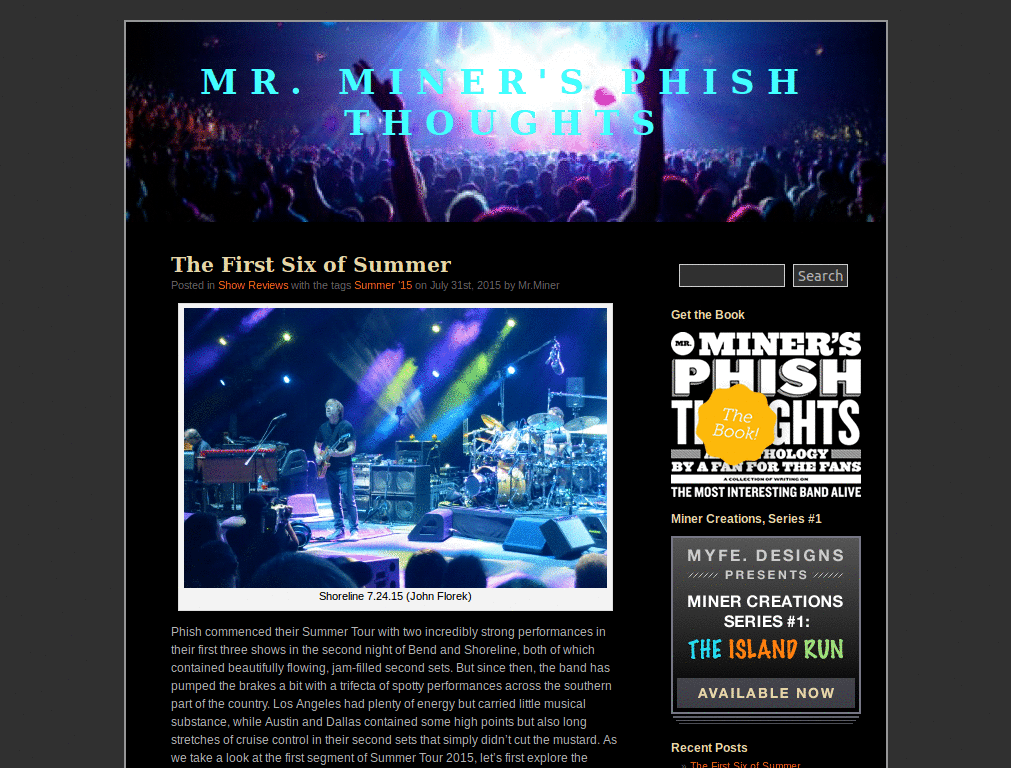 MR. MINER'S PHISH
THOUGHTS
The First Six of Summer
Posted in Show Reviews with the tags Summer '15 on July 31st, 2015 by Mr.Miner
Shoreline 7.24.15 (John Florek)
Phish commenced their Summer Tour with two incredibly strong performances in
their first three shows in the second night of Bend and Shoreline, both of which
contained beautifully flowing, jam-filled second sets. But since then, the band has
pumped the brakes a bit with a trifecta of spotty performances across the southern
part of the country. Los Angeles had plenty of energy but carried little musical
substance, while Austin and Dallas contained some high points but also long
stretches of cruise control in their second sets that simply didn't cut the mustard. As
we take a look at the first segment of Summer Tour 2015, let's first explore the
Search
Get the Book
MR. MINER'S
PHISH
THOUGHTS
The
Book!
BY A FAN FOR THE FANS
A COLLECTION OF WRITING ON
THE MOST INTERESTING BAND ALIVE
Miner Creations, Series #1
MYFE. DESIGNS
PRESENTS
MINER CREATIONS
SERIES #1:
THE ISLAND RUN
AVAILABLE NOW
Recent Posts
» The First Six of Summer